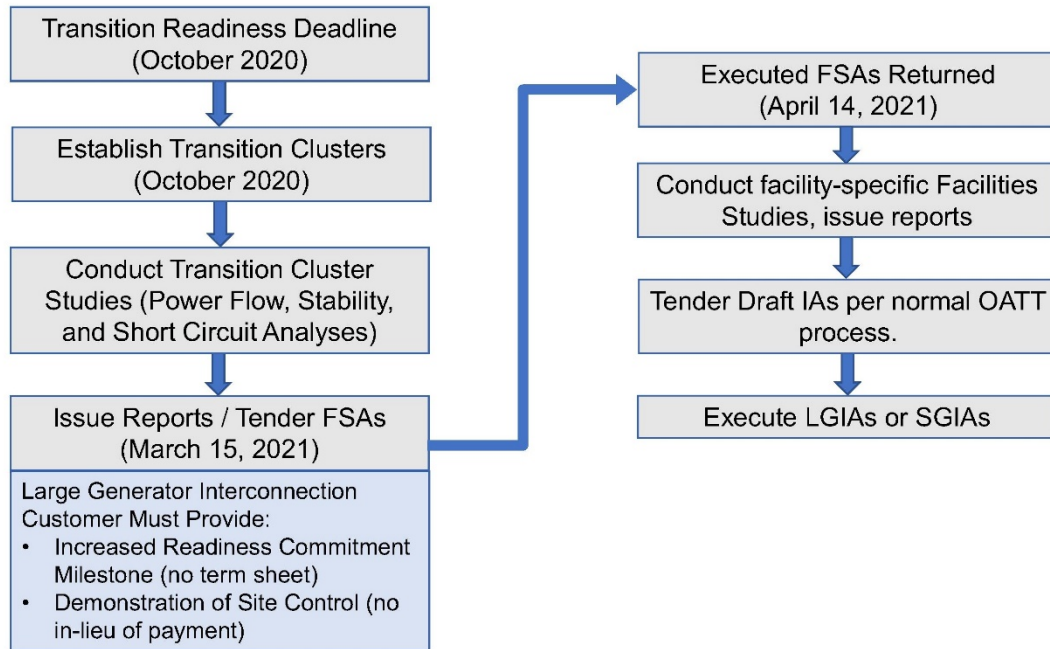 Transition Readiness Deadline
(October 2020)
Establish Transition Clusters
(October 2020)
Conduct Transition Cluster
Studies (Power Flow, Stability,
and Short Circuit Analyses)
Issue Reports / Tender FSAs
(March 15, 2021)
Large Generator Interconnection
Customer Must Provide:
• Increased Readiness Commitment
Milestone (no term sheet)
• Demonstration of Site Control (no
in-lieu of payment)
Executed FSAs Returned
(April 14, 2021)
Conduct facility-specific Facilities
Studies, issue reports
Tender Draft IAs per normal OATT
process.
Execute LGIAs or SGIAs